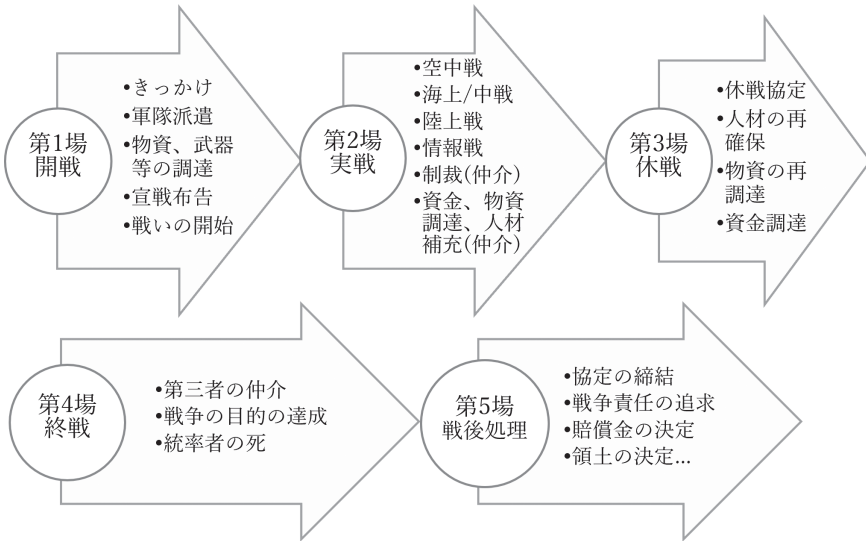 第1場
開戦
•きっかけ
•軍隊派遣
•物資、武器
等の調達
•宣戦布告
•戦いの開始
第2場
実戦
•空中戦
•海上/中戦
•陸上戦
•情報戦
•制裁(仲介)
•資金、物資
調達、人材
補充(仲介)
第3場
休戦
•休戦協定
•人材の再
確保
•物資の再
調達
•資金調達
第4場
終戦
•第三者の仲介
•戦争の目的の達成
•統率者の死
第5場
戦後処理
•協定の締結
•戦争責任の追求
•賠償金の決定
•領土の決定...